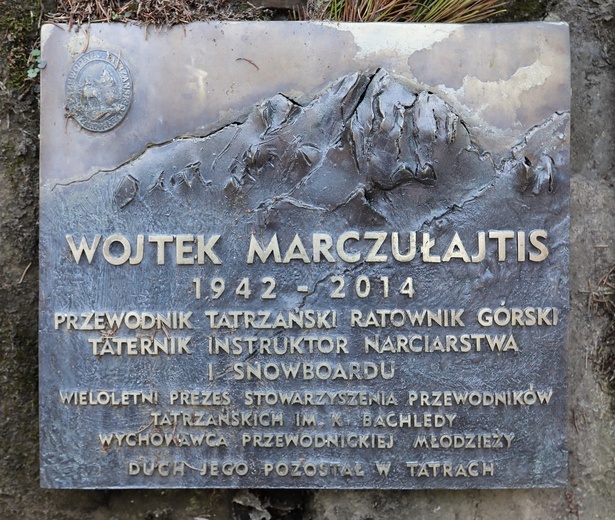 WOJTEK MARCZUŁAJTIS
1942 - 2014
PRZEWODNIK TATRZAŃSKI RATOWNIK GÓRSKI
TATERNIK INSTRUKTOR NARCIARSTWA
I SNOWBOARDU
WIELOLETNI PREZES STOWARZYSZENIA PRZEWODNIKÓW
TATRZAŃSKICH IM. K. BACHLEDY
WYCHOWAWCA PRZEWODNICKIEJ MŁODZIEŻY
DUCH JEGO POZOSTAŁ W TATRACH